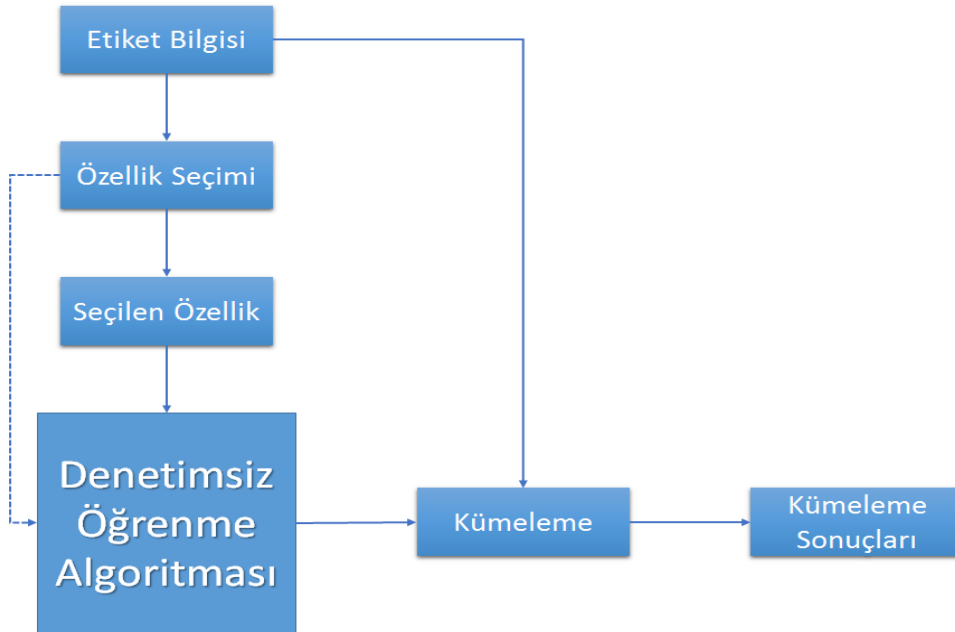 Etiket Bilgisi
Özellik Seçimi
Seçilen Özellik
Denetimsiz
Öğrenme
Algoritması
Kümeleme
Kümeleme
Sonuçları